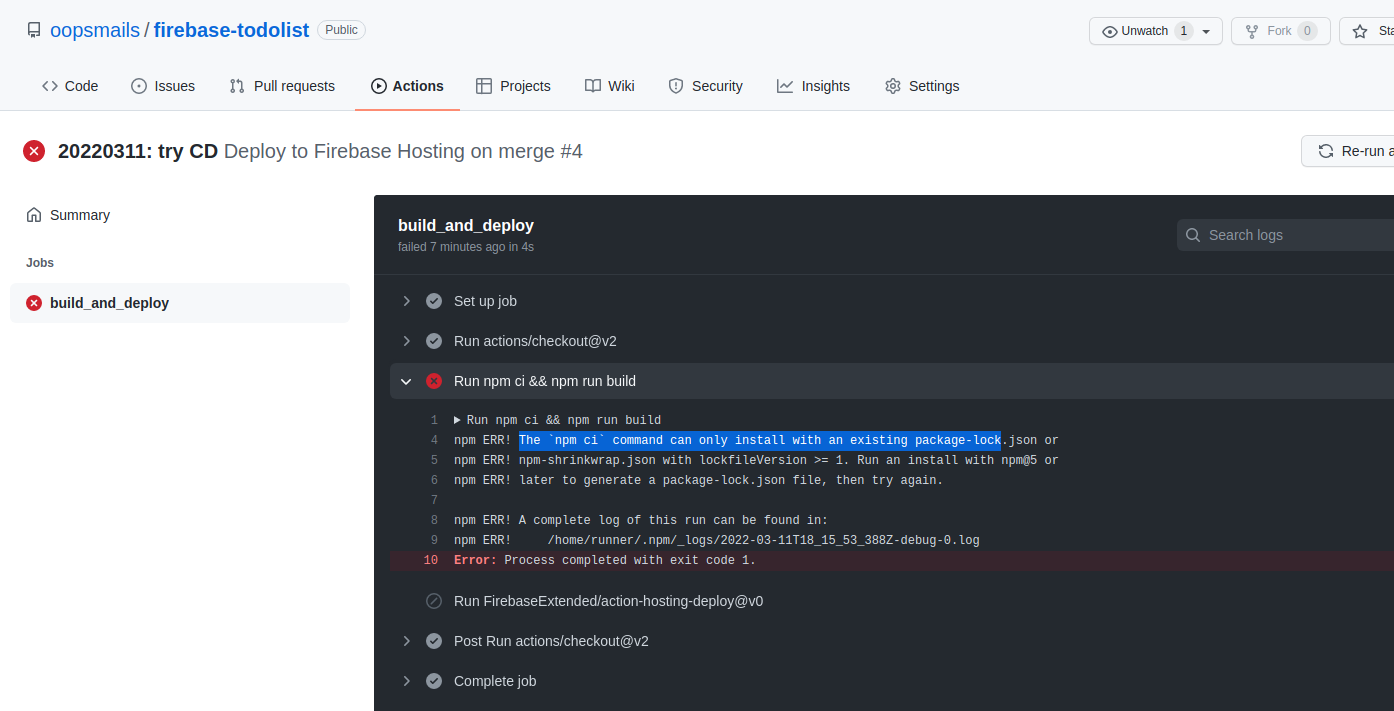 oopsmails / firebase-todolist Public Unwatch 1 Fork 0
Code Issues Pull requests Actions Projects Wiki Security Insights Settings
20220311: try CD Deploy to Firebase Hosting on merge #4 Re-run
Summary
Jobs
build_and_deploy
build_and_deploy
failed 7 minutes ago in 4s
Search logs
Set up job
Run actions/checkout@v2
Run npm ci && npm run build
1 Run npm ci && npm run build
4 npm ERR! The `npm ci` command can only install with an existing package-lock.json or
5 npm ERR! npm-shrinkwrap.json with lockfileVersion >= 1. Run an install with npm@5 or
6 npm ERR! later to generate a package-lock.json file, then try again.
7
8 npm ERR! A complete log of this run can be found in:
9 npm ERR!     /home/runner/.npm/_logs/2022-03-11T18_15_53_388Z-debug-0.log
10 Error: Process completed with exit code 1.
Run FirebaseExtended/action-hosting-deploy@v0
Post Run actions/checkout@v2
Complete job